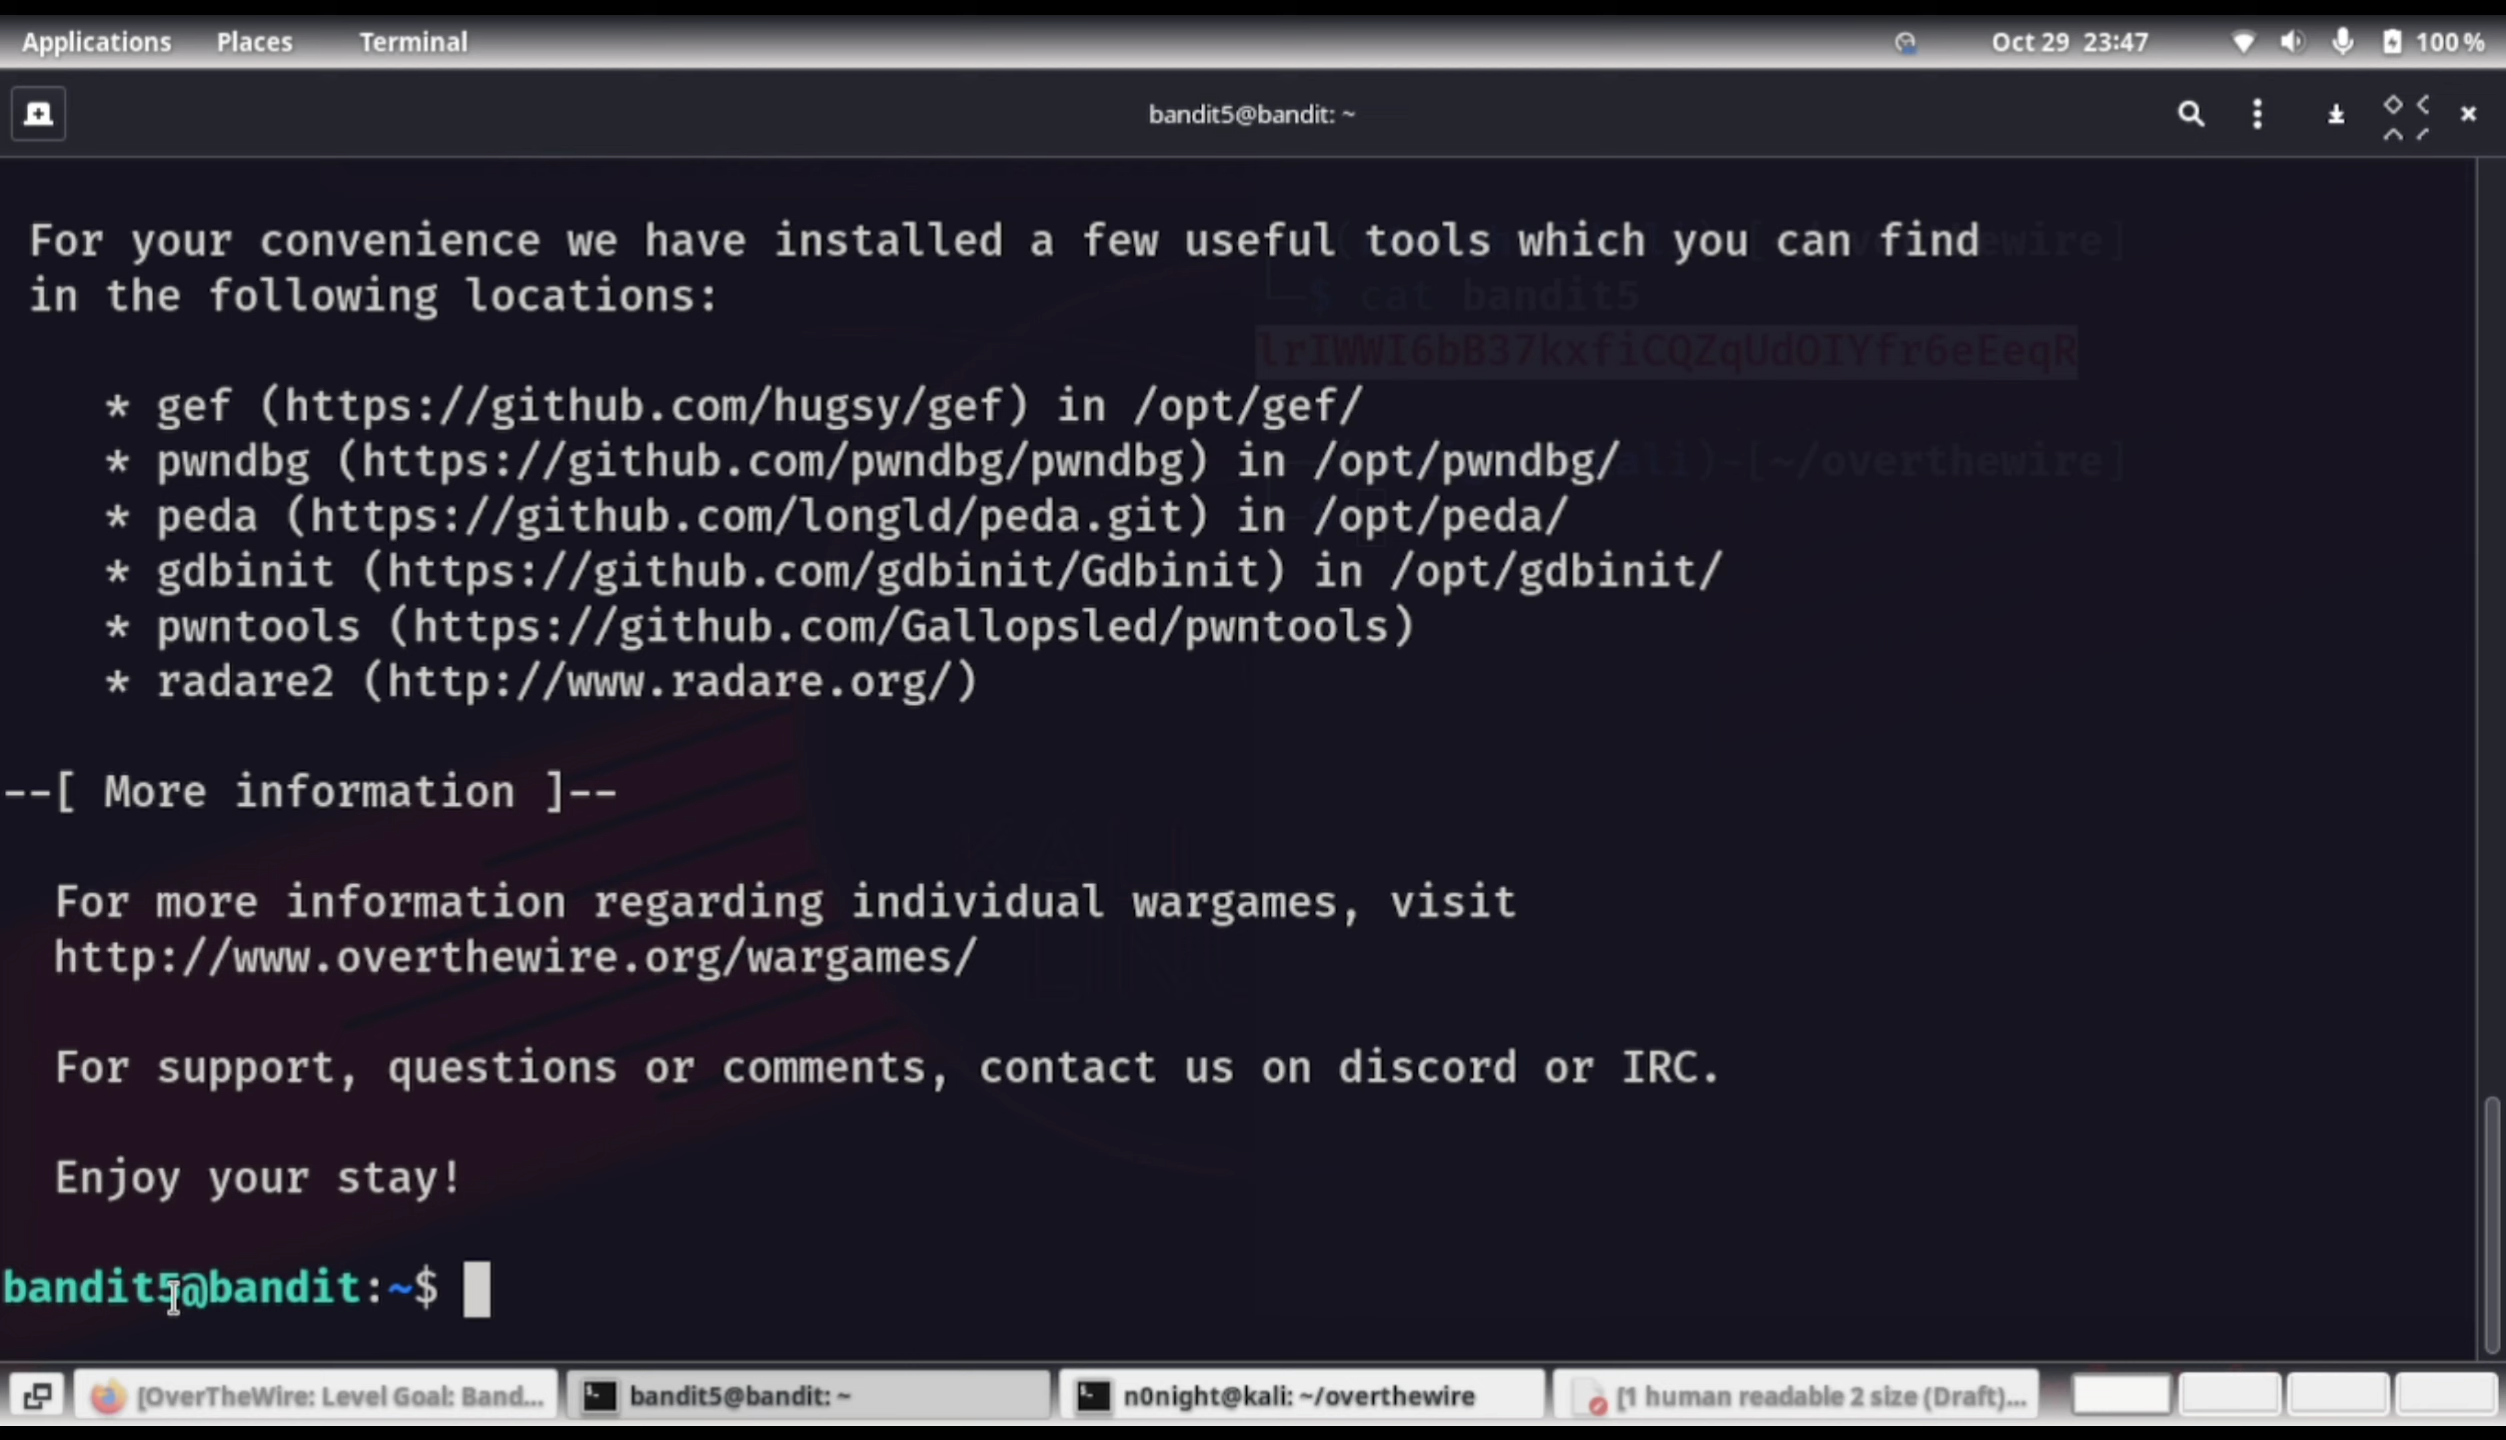 Applications Places Terminal Oct 29 23:47 100 %
bandit5@bandit: ~
For your convenience we have installed a few useful tools which you can find
in the following locations:
ewire]
└─$ cat bandit5
lrIWWI6bB37kxfiCQZqUdOIYfr6eEeqR
* gef (https://github.com/hugsy/gef) in /opt/gef/
* pwndbg (https://github.com/pwndbg/pwndbg) in /opt/pwndbg/
ali)-[~/overthewire]
* peda (https://github.com/longld/peda.git) in /opt/peda/
* gdbinit (https://github.com/gdbinit/Gdbinit) in /opt/gdbinit/
* pwntools (https://github.com/Gallopsled/pwntools)
* radare2 (http://www.radare.org/)
--[ More information ]--
For more information regarding individual wargames, visit
http://www.overthewire.org/wargames/
For support, questions or comments, contact us on discord or IRC.
Enjoy your stay!
bandit5@bandit:~$
[OverTheWire: Level Goal: Band... bandit5@bandit: ~ n0night@kali: ~/overthewire [1 human readable 2 size (Draft)...